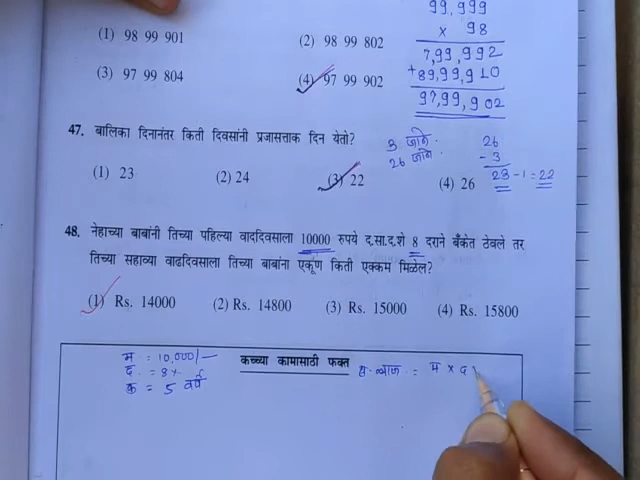 99,999
× 98
7,99,992
+89,99,910
97,99,902
(1) 98 99 901 (2) 98 99 802
(3) 97 99 804 (4) 97 99 902
47. बालिका दिनानंतर किती दिवसांनी प्रजासत्ताक दिन येतो?
3 जाने. 26
26 जाने. - 3
23 - 1 = 22
(1) 23 (2) 24 (3) 22 (4) 26
48. नेहाच्या बाबांनी तिच्या पहिल्या वाढदिवसाला 10000 रुपये द.सा.द.शे 8 दराने बँकेत ठेवले तर
तिच्या सहाव्या वाढदिवसाला तिच्या बाबांना एकूण किती रक्कम मिळेल?
(1) Rs. 14000 (2) Rs. 14800 (3) Rs. 15000 (4) Rs. 15800
कच्च्या कामासाठी फक्त
म = 10,000/-
द = 8
क = 5 वर्ष
स. व्याज = म × द